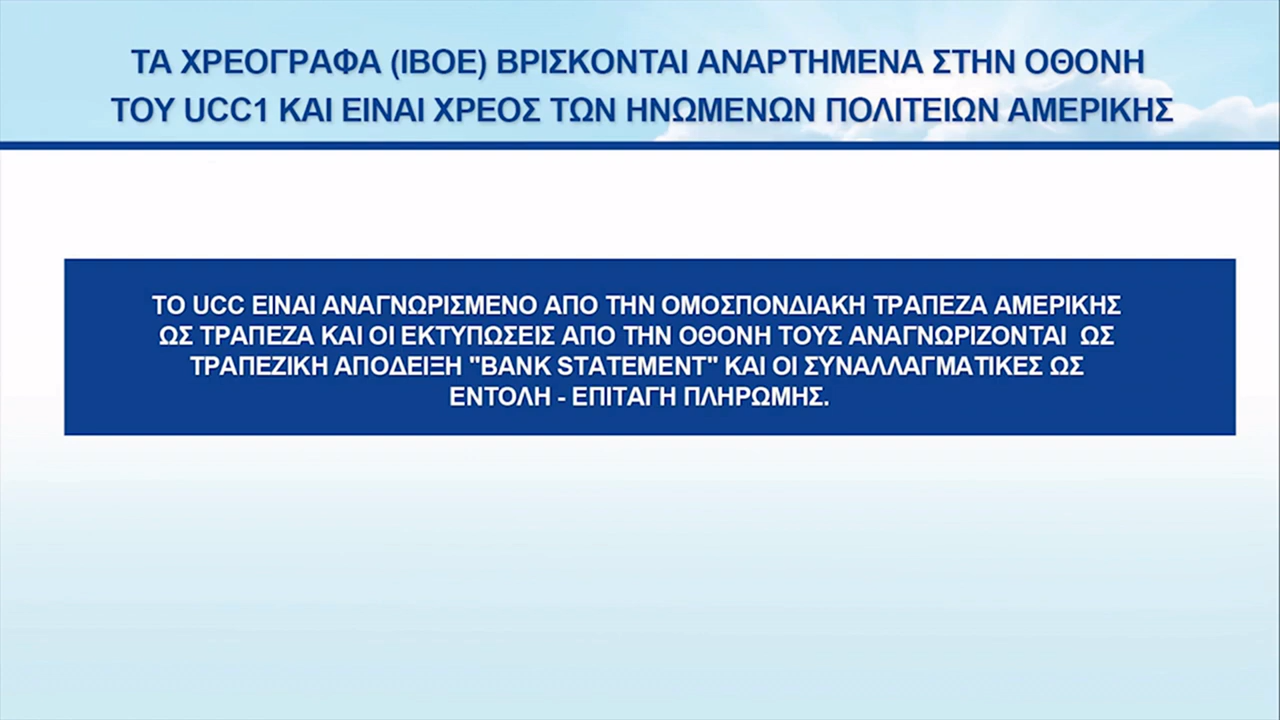 ΤΑ ΧΡΕΟΓΡΑΦΑ (IBOE) ΒΡΙΣΚΟΝΤΑΙ ΑΝΑΡΤΗΜΕΝΑ ΣΤΗΝ ΟΘΟΝΗ
ΤΟΥ UCC1 ΚΑΙ ΕΙΝΑΙ ΧΡΕΟΣ ΤΩΝ ΗΝΩΜΕΝΩΝ ΠΟΛΙΤΕΙΩΝ ΑΜΕΡΙΚΗΣ
ΤΟ UCC ΕΙΝΑΙ ΑΝΑΓΝΩΡΙΣΜΕΝΟ ΑΠΟ ΤΗΝ ΟΜΟΣΠΟΝΔΙΑΚΗ ΤΡΑΠΕΖΑ ΑΜΕΡΙΚΗΣ
ΩΣ ΤΡΑΠΕΖΑ ΚΑΙ ΟΙ ΕΚΤΥΠΩΣΕΙΣ ΑΠΟ ΤΗΝ ΟΘΟΝΗ ΤΟΥΣ ΑΝΑΓΝΩΡΙΖΟΝΤΑΙ ΩΣ
ΤΡΑΠΕΖΙΚΗ ΑΠΟΔΕΙΞΗ "BANK STATEMENT" ΚΑΙ ΟΙ ΣΥΝΑΛΛΑΓΜΑΤΙΚΕΣ ΩΣ
ΕΝΤΟΛΗ - ΕΠΙΤΑΓΗ ΠΛΗΡΩΜΗΣ.